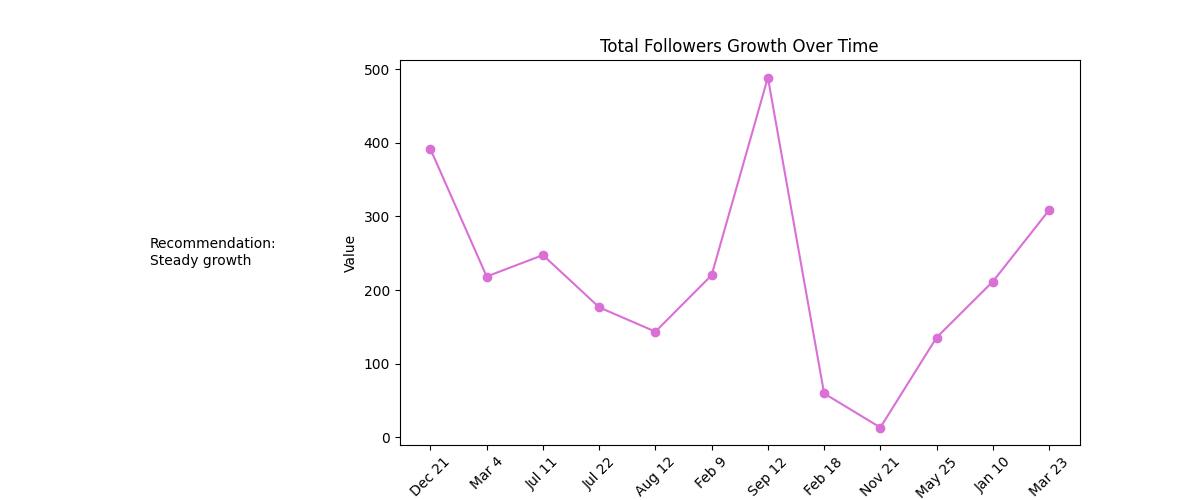 Total Followers Growth Over Time
500
400
300
200
100
0
Value
Recommendation:
Steady growth
Dec 21
Mar 4
Jul 11
Jul 22
Aug 12
Feb 9
Sep 12
Feb 18
Nov 21
May 25
Jan 10
Mar 23